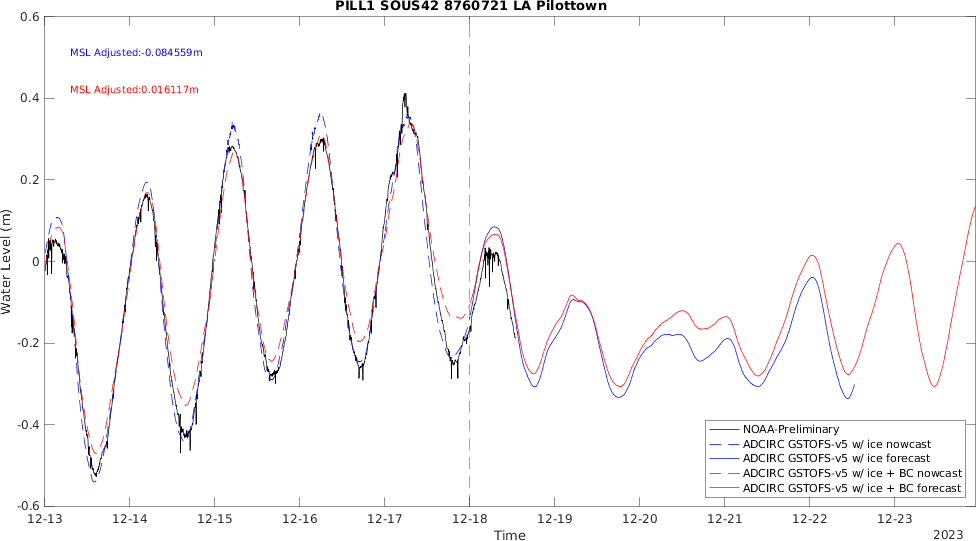 PILL1 SOUS42 8760721 LA Pilottown
MSL Adjusted:-0.084559m
MSL Adjusted:0.016117m
Water Level (m)
0.6
0.4
0.2
0
-0.2
-0.4
-0.6
NOAA-Preliminary
ADCIRC GSTOFS-v5 w/ ice nowcast
ADCIRC GSTOFS-v5 w/ ice forecast
ADCIRC GSTOFS-v5 w/ ice + BC nowcast
ADCIRC GSTOFS-v5 w/ ice + BC forecast
12-13 12-14 12-15 12-16 12-17 12-18 12-19 12-20 12-21 12-22 12-23
Time
2023